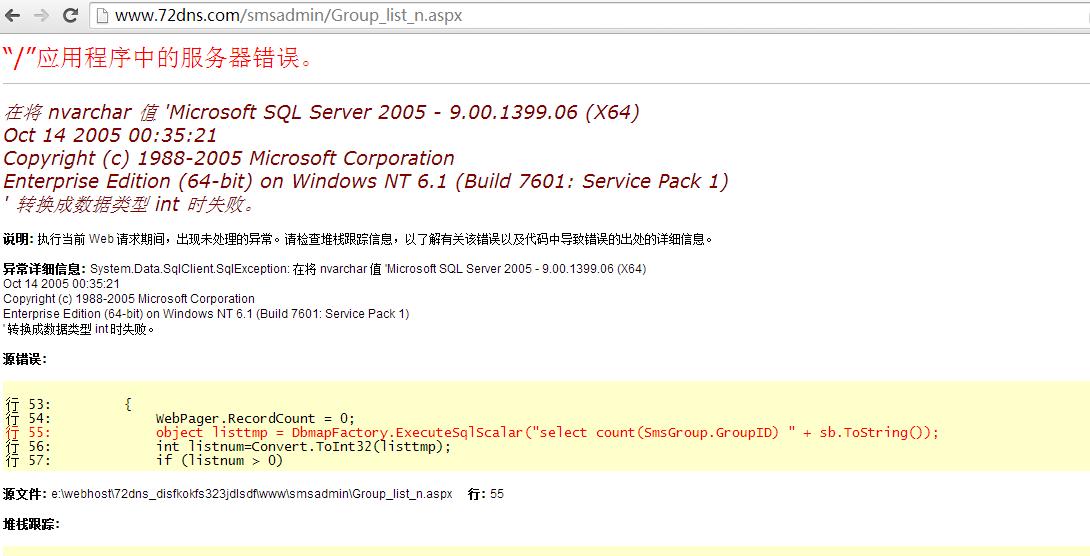 www.72dns.com/smsadmin/Group_list_n.aspx
“/”应用程序中的服务器错误。
在将 nvarchar 值 'Microsoft SQL Server 2005 - 9.00.1399.06 (X64)
Oct 14 2005 00:35:21
Copyright (c) 1988-2005 Microsoft Corporation
Enterprise Edition (64-bit) on Windows NT 6.1 (Build 7601: Service Pack 1)
' 转换成数据类型 int 时失败。
说明: 执行当前 Web 请求期间，出现未处理的异常。请检查堆栈跟踪信息，以了解有关该错误以及代码中导致错误的出处的详细信息。
异常详细信息: System.Data.SqlClient.SqlException: 在将 nvarchar 值 'Microsoft SQL Server 2005 - 9.00.1399.06 (X64)
Oct 14 2005 00:35:21
Copyright (c) 1988-2005 Microsoft Corporation
Enterprise Edition (64-bit) on Windows NT 6.1 (Build 7601: Service Pack 1)
' 转换成数据类型 int 时失败。
源错误:
行 53:         {
行 54:             WebPager.RecordCount = 0;
行 55:             object listtmp = DbmapFactory.ExecuteSqlScalar("select count(SmsGroup.GroupID) " + sb.ToString());
行 56:             int listnum=Convert.ToInt32(listtmp);
行 57:             if (listnum > 0)
源文件: e:\webhost\72dns_disfkokfs323jdlsdf\www\smsadmin\Group_list_n.aspx    行: 55
堆栈跟踪: